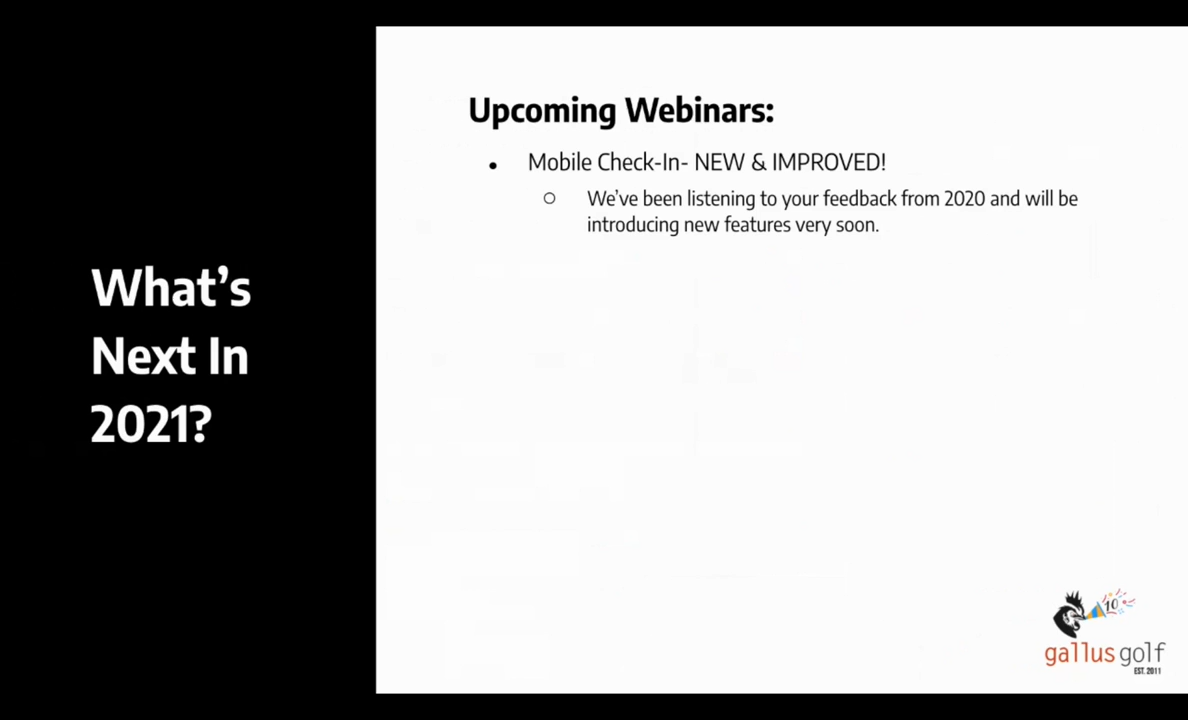 What's
Next In
2021?
Upcoming Webinars:
● Mobile Check-In- NEW & IMPROVED!
○ We've been listening to your feedback from 2020 and will be
introducing new features very soon.
10
gallus golf
EST. 2011